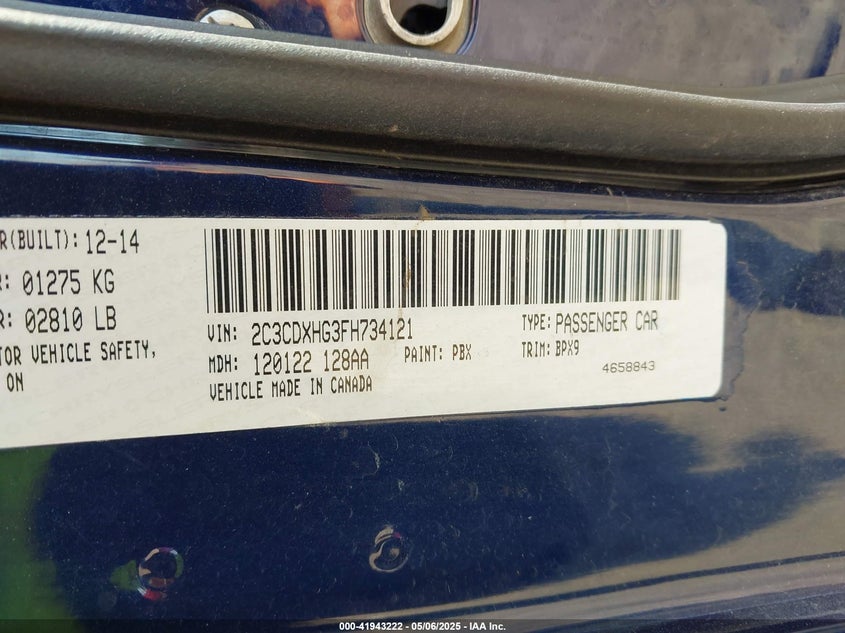 R(BUILT): 12-14
R: 01275 KG
R: 02810 LB
TOR VEHICLE SAFETY,
ON
VIN: 2C3CDXHG3FH734121
TYPE: PASSENGER CAR
MDH: 120122 128AA
PAINT: PBX
TRIM: BPX9
VEHICLE MADE IN CANADA
4658843
000-41943222 - 05/06/2025 - IAA Inc.